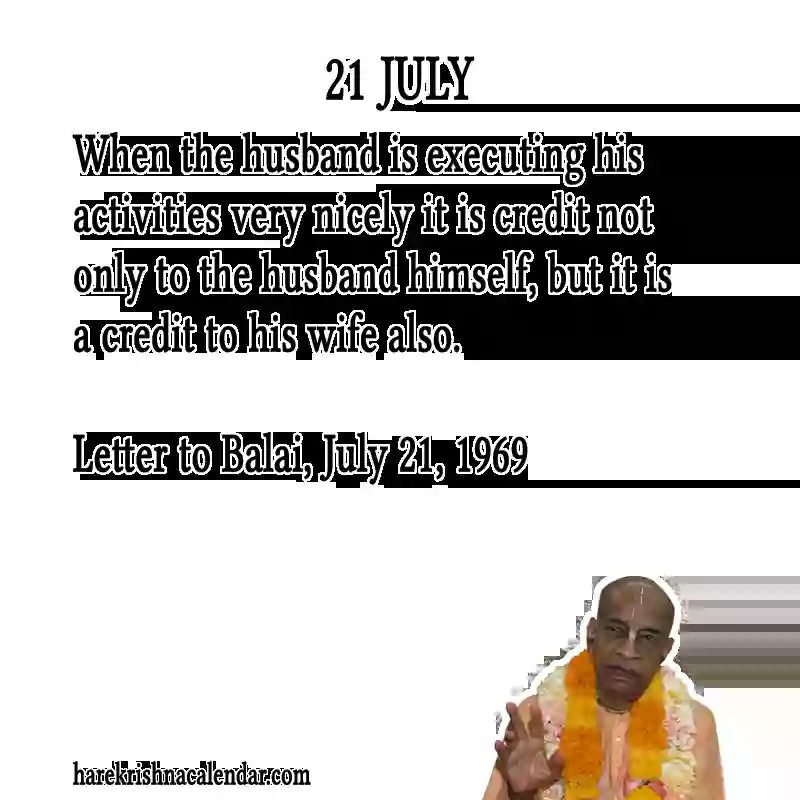 21 JULY
When the husband is executing his
activities very nicely it is credit not
only to the husband himself, but it is
a credit to his wife also.
Letter to Balai, July 21, 1969
harekrishnacalendar.com